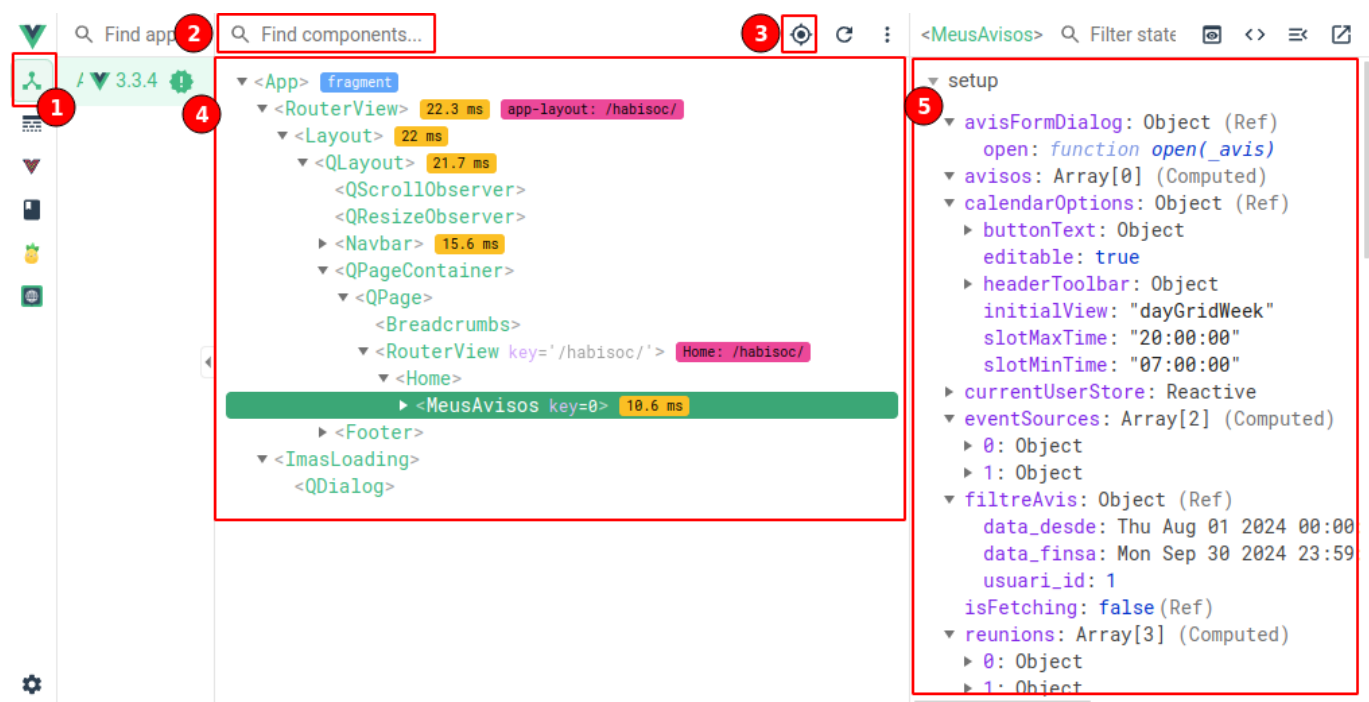 Find app
2
Find components...
3
<MeusAvisos>
Filter state
1
3.3.4
4
<App> fragment
<RouterView> 22.3 ms app-layout: /habisoc/
<Layout> 22 ms
<QLayout> 21.7 ms
<QScrollObserver>
<QResizeObserver>
<Navbar> 15.6 ms
<QPageContainer>
<QPage>
<Breadcrumbs>
<RouterView key='/habisoc/'> Home: /habisoc/
<Home>
<MeusAvisos key=0> 10.6 ms
<Footer>
<ImasLoading>
<QDialog>
5
setup
avisFormDialog: Object (Ref)
open: function open(_avis)
avisos: Array[0] (Computed)
calendarOptions: Object (Ref)
buttonText: Object
editable: true
headerToolbar: Object
initialView: "dayGridWeek"
slotMaxTime: "20:00:00"
slotMinTime: "07:00:00"
currentUserStore: Reactive
eventSources: Array[2] (Computed)
0: Object
1: Object
filtreAvis: Object (Ref)
data_desde: Thu Aug 01 2024 00:00
data_finsa: Mon Sep 30 2024 23:59
usuari_id: 1
isFetching: false (Ref)
reunions: Array[3] (Computed)
0: Object
1: Object